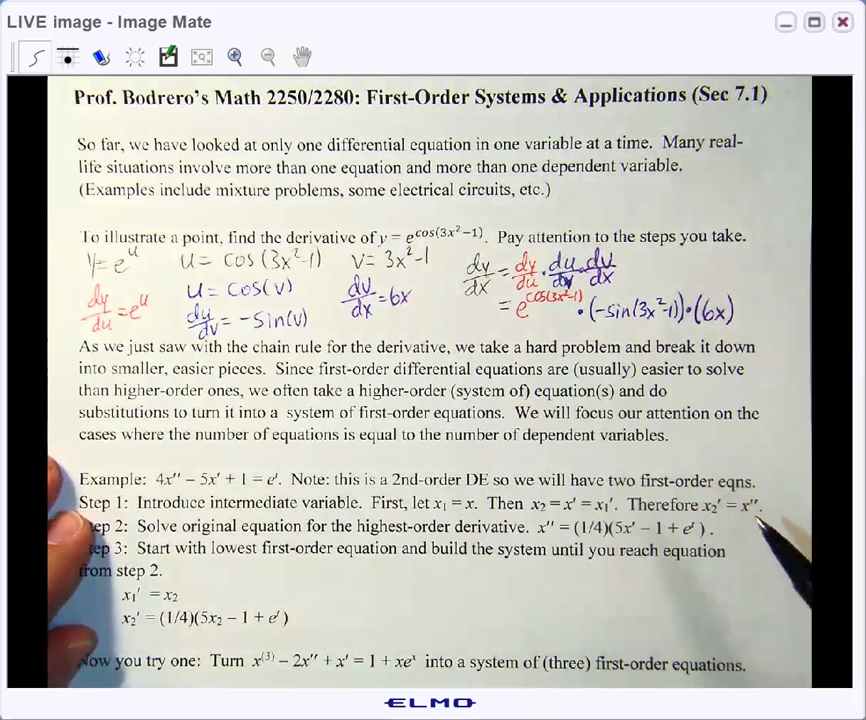 LIVE image - Image Mate
Prof. Bodrero's Math 2250/2280: First-Order Systems & Applications (Sec 7.1)
So far, we have looked at only one differential equation in one variable at a time. Many real-
life situations involve more than one equation and more than one dependent variable.
(Examples include mixture problems, some electrical circuits, etc.)
To illustrate a point, find the derivative of y = e^cos(3x²−1). Pay attention to the steps you take.
y = e^u u = cos(3x²-1) v = 3x²-1 dy/dx = dy/du · du/dv · dv/dx
dy/du = e^u u = cos(v) dv/dx = 6x = e^cos(3x²-1) · (-sin(3x²-1)) · (6x)
du/dv = -sin(v)
As we just saw with the chain rule for the derivative, we take a hard problem and break it down
into smaller, easier pieces. Since first-order differential equations are (usually) easier to solve
than higher-order ones, we often take a higher-order (system of) equation(s) and do
substitutions to turn it into a system of first-order equations. We will focus our attention on the
cases where the number of equations is equal to the number of dependent variables.
Example: 4x″ − 5x′ + 1 = eᵗ. Note: this is a 2nd-order DE so we will have two first-order eqns.
Step 1: Introduce intermediate variable. First, let x₁ = x. Then x₂ = x′ = x₁′. Therefore x₂′ = x″.
tep 2: Solve original equation for the highest-order derivative. x″ = (1/4)(5x′ − 1 + eᵗ).
tep 3: Start with lowest first-order equation and build the system until you reach equation
from step 2.
x₁′ = x₂
x₂′ = (1/4)(5x₂ − 1 + eᵗ)
Now you try one: Turn x⁽³⁾ − 2x″ + x′ = 1 + xeˣ into a system of (three) first-order equations.
ELMO